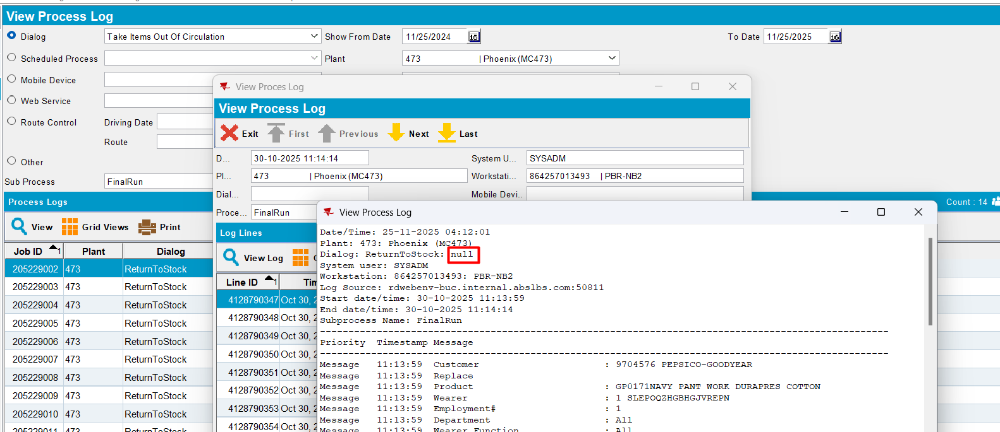 View Process Log
Dialog Take Items Out Of Circulation Show From Date 11/25/2024 16 To Date 11/25/2025 16
Scheduled Process Plant 473 | Phoenix (MC473)
Mobile Device
Web Service
Route Control Driving Date
Route
Other
Sub Process FinalRun
Process Logs Count : 14
View Grid Views Print
Job ID 1 Plant Dialog
205229002 473 ReturnToStock
205229003 473 ReturnToStock
205229004 473 ReturnToStock
205229005 473 ReturnToStock
205229006 473 ReturnToStock
205229007 473 ReturnToStock
205229008 473 ReturnToStock
205229009 473 ReturnToStock
205229010 473 ReturnToStock
205229011 473 ReturnToStock
View Proces Log
View Process Log
Exit First Previous Next Last
D... 30-10-2025 11:14:14 System U... SYSADM
Pl... 473 | Phoenix (MC473) Workstati... 864257013493 | PBR-NB2
Dial... Mobile Devi..
Proce... FinalRun
Log Lines
View Log
Line ID 1
4128790347 Oct 30, 2
4128790348 Oct 30, 2
4128790349 Oct 30, 2
4128790350 Oct 30, 2
4128790351 Oct 30, 2
4128790352 Oct 30, 2
4128790353 Oct 30, 2
4128790354 Oct 30, 2
View Process Log
Date/Time: 25-11-2025 04:12:01
Plant: 473: Phoenix (MC473)
Dialog: ReturnToStock: null
System user: SYSADM
Workstation: 864257013493: PBR-NB2
Log Source: rdwebenv-buc.internal.abslbs.com:50811
Start date/time: 30-10-2025 11:13:59
End date/time: 30-10-2025 11:14:14
Subprocess Name: FinalRun
Priority Timestamp Message
Message 11:13:59 Customer : 9704576 PEPSICO-GOODYEAR
Message 11:13:59 Replace
Message 11:13:59 Product : GP0171NAVY PANT WORK DURAPRES COTTON
Message 11:13:59 Wearer : 1 SLEPOQZHGBHGJVREPN
Message 11:13:59 Employment# : 1
Message 11:13:59 Department : All
Message 11:13:59 Wearer Function : All